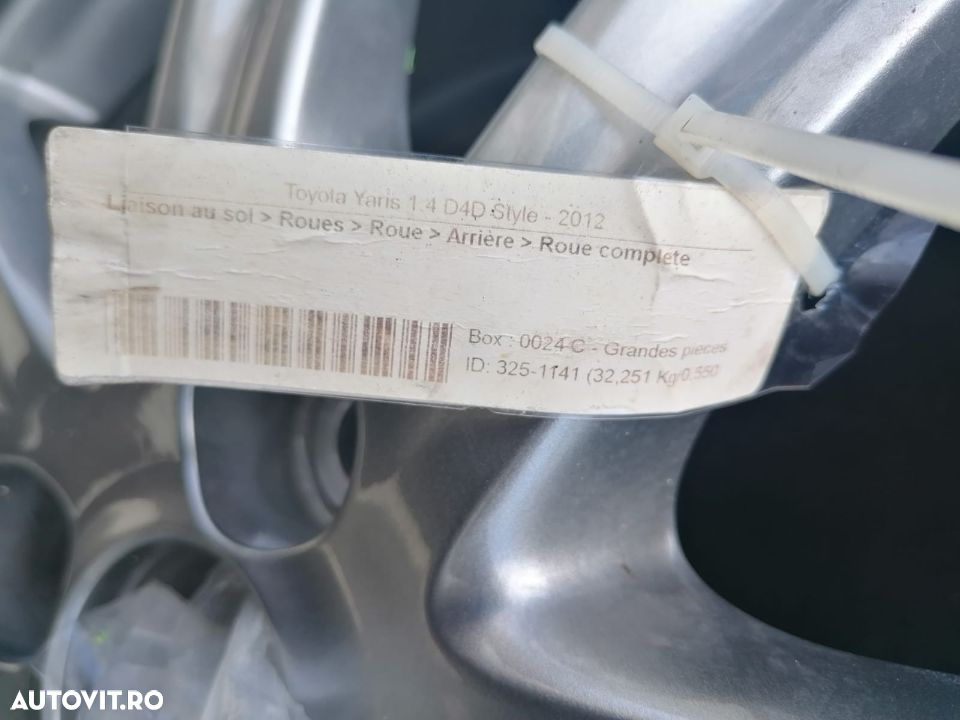 Toyota Yaris 1.4 D4D Style - 2012
Liaison au sol > Roues > Roue > Arrière > Roue complète
Box : 0024 C - Grandes pièces
ID: 325-1141 (32,251 Kg/0,550
AUTOVIT.RO